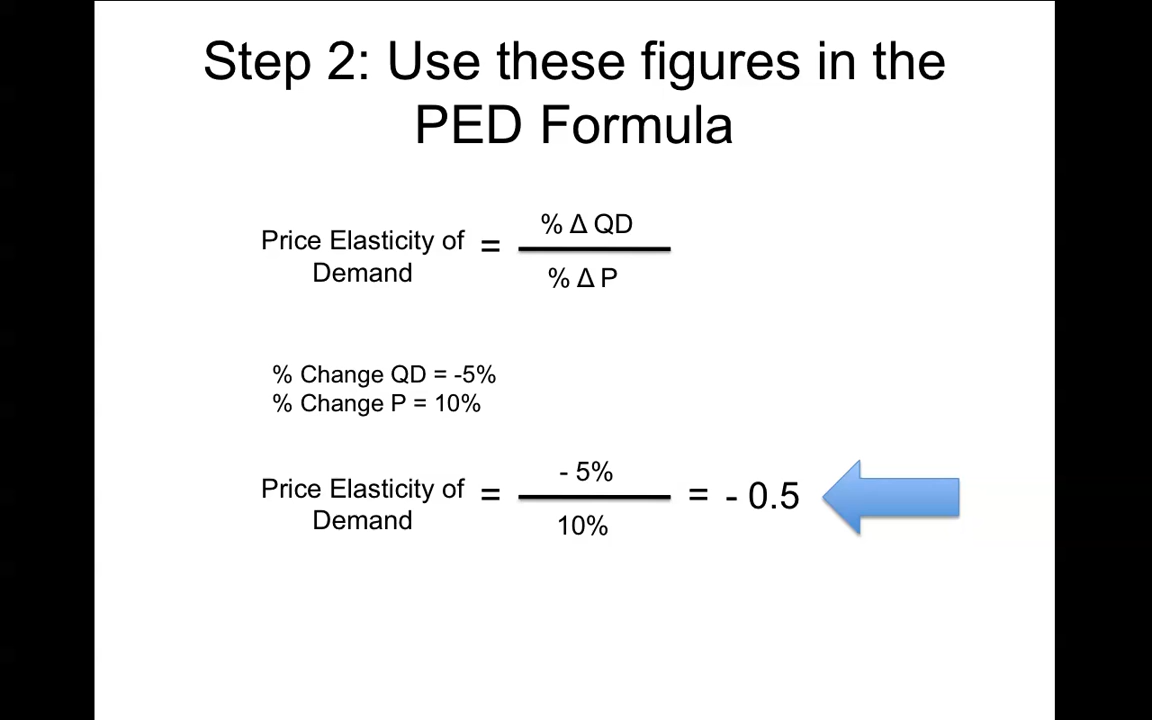 Step 2: Use these figures in the
PED Formula
Price Elasticity of
Demand
=
% Δ QD
% Δ P
% Change QD = -5%
% Change P = 10%
Price Elasticity of
Demand
=
- 5%
10%
= - 0.5